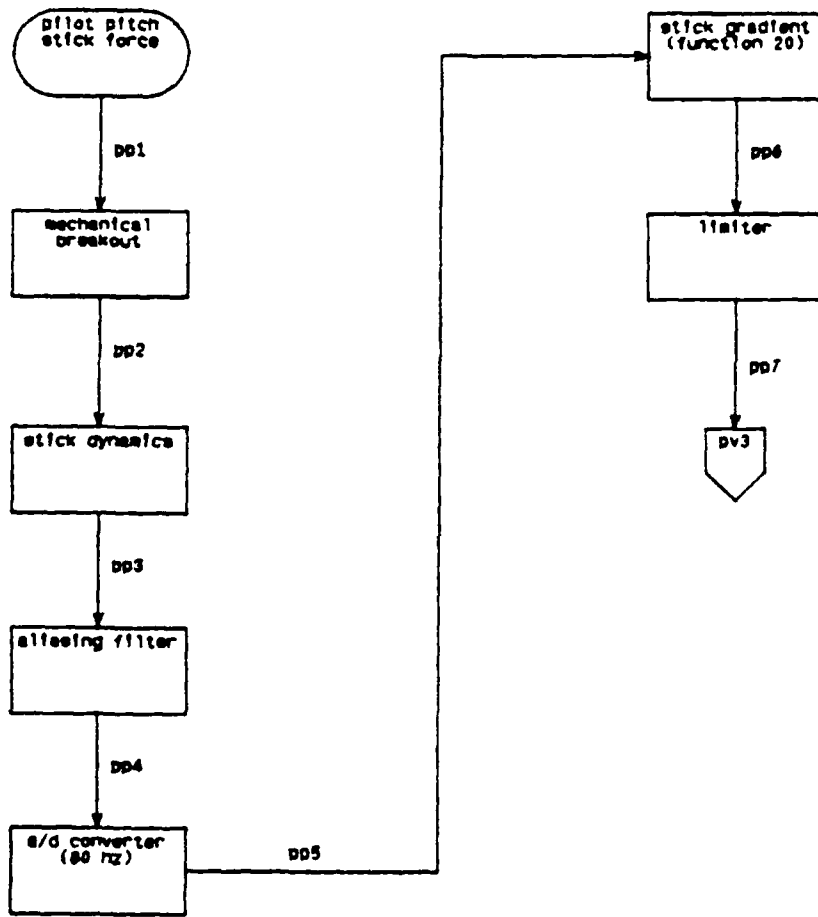 pilot pitch
stick force
pp1
mechanical
breakout
pp2
stick dynamics
pp3
aliasing filter
pp4
a/d converter
(80 hz)
pp5
stick gradient
(function 20)
pp6
limiter
pp7
pv3